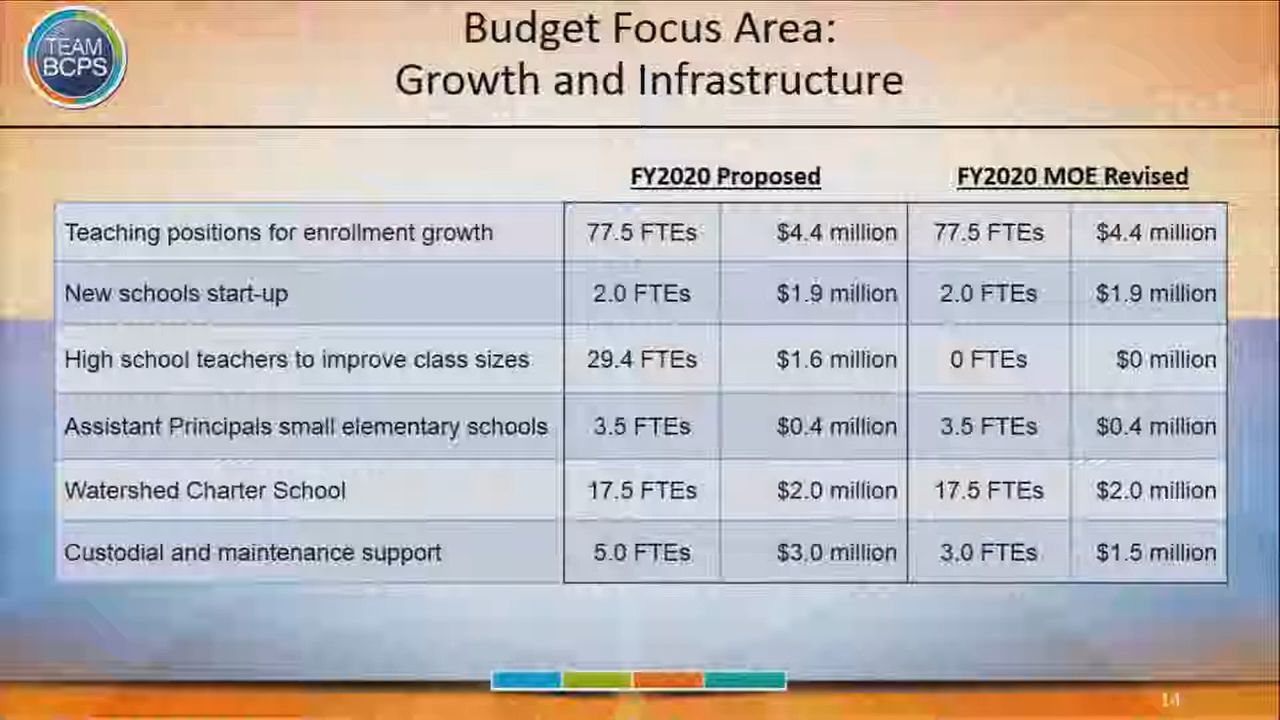 TEAM
BCPS
Budget Focus Area:
Growth and Infrastructure
FY2020 Proposed FY2020 MOE Revised
Teaching positions for enrollment growth 77.5 FTEs $4.4 million 77.5 FTEs $4.4 million
New schools start-up 2.0 FTEs $1.9 million 2.0 FTEs $1.9 million
High school teachers to improve class sizes 29.4 FTEs $1.6 million 0 FTEs $0 million
Assistant Principals small elementary schools 3.5 FTEs $0.4 million 3.5 FTEs $0.4 million
Watershed Charter School 17.5 FTEs $2.0 million 17.5 FTEs $2.0 million
Custodial and maintenance support 5.0 FTEs $3.0 million 3.0 FTEs $1.5 million
14